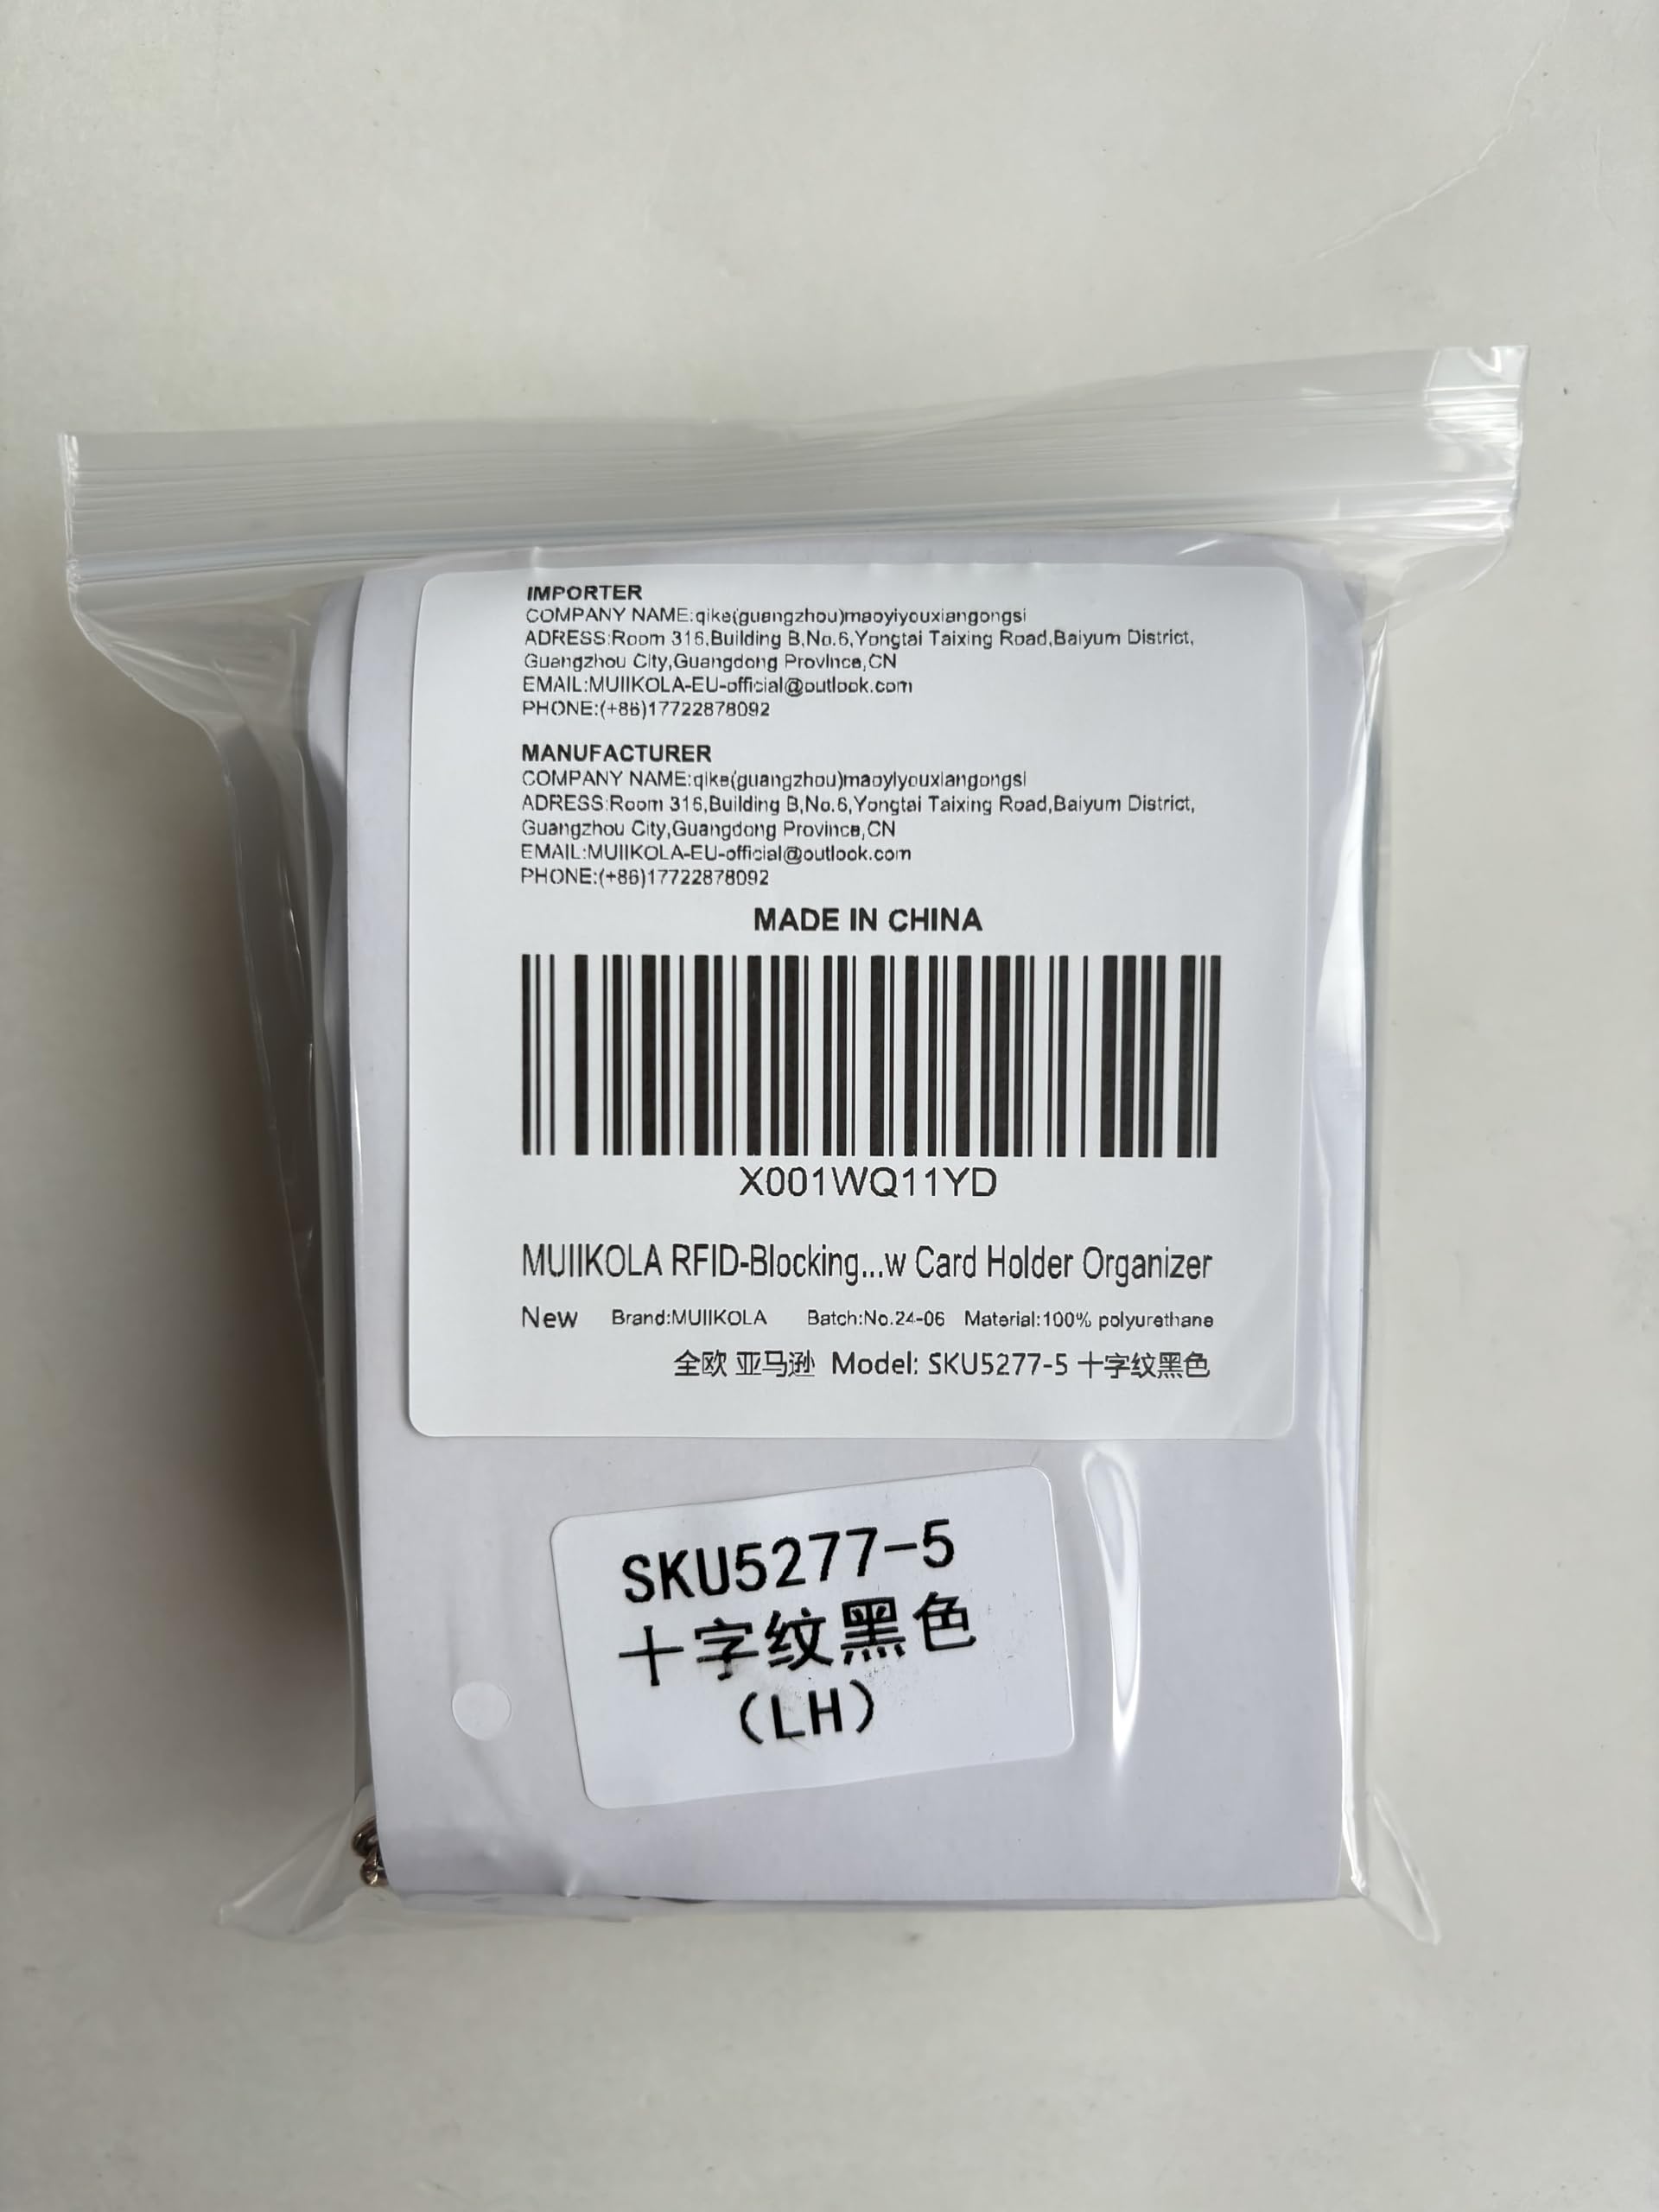 IMPORTER
COMPANY NAME:qike(guangzhou)maoyiyouxiangongsi
ADRESS:Room 316,Building B,No.6,Yongtai Taixing Road,Baiyum District,
Guangzhou City,Guangdong Province,CN
EMAIL:MUIIKOLA-EU-official@outlook.com
PHONE:(+86)17722878092
MANUFACTURER
COMPANY NAME:qike(guangzhou)maoyiyouxiangongsi
ADRESS:Room 316,Building B,No.6,Yongtai Taixing Road,Baiyum District,
Guangzhou City,Guangdong Province,CN
EMAIL:MUIIKOLA-EU-official@outlook.com
PHONE:(+86)17722878092
MADE IN CHINA
X001WQ11YD
MUIIKOLA RFID-Blocking...w Card Holder Organizer
New Brand:MUIIKOLA Batch:No.24-06 Material:100% polyurethane
全欧 亚马逊 Model: SKU5277-5 十字纹黑色
SKU5277-5
十字纹黑色
(LH)